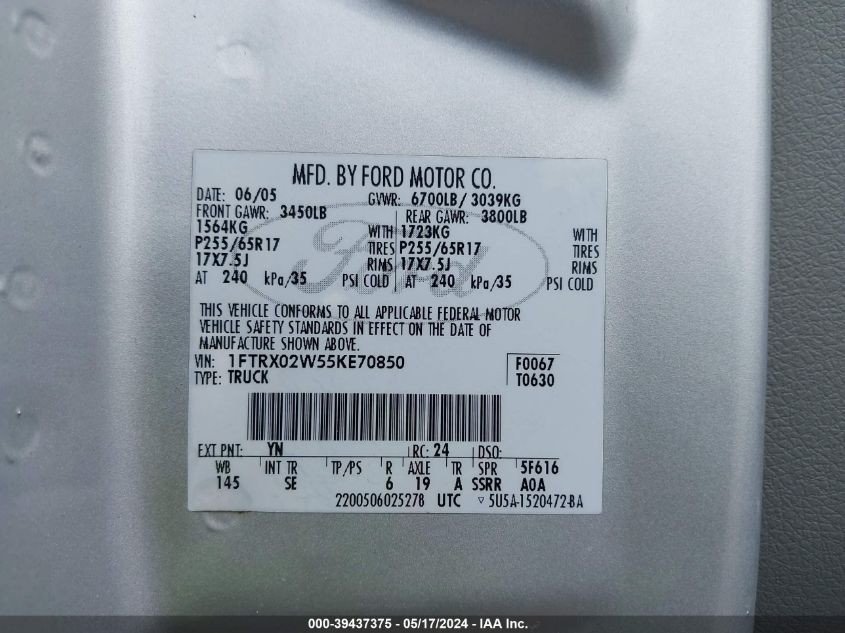 MFD. BY FORD MOTOR CO.
DATE: 06/05 GVWR: 6700LB/ 3039KG
FRONT GAWR: 3450LB REAR GAWR: 3800LB
1564KG WITH 1723KG WITH
P255/65R17 TIRES P255/65R17 TIRES
17X7.5J RIMS 17X7.5J RIMS
AT 240 kPa/35 PSI COLD AT 240 kPa/35 PSI COLD
Ford
THIS VEHICLE CONFORMS TO ALL APPLICABLE FEDERAL MOTOR
VEHICLE SAFETY STANDARDS IN EFFECT ON THE DATE OF
MANUFACTURE SHOWN ABOVE.
VIN: 1FTRX02W55KE70850 F0067
TYPE: TRUCK T0630
EXT PNT: YN RC: 24 DSO:
WB INT TR TP/PS R AXLE TR SPR 5F616
145 SE 6 19 A SSRR A0A
2200506025278 UTC ▿ 5U5A-1520472-BA
000-39437375 - 05/17/2024 - IAA Inc.